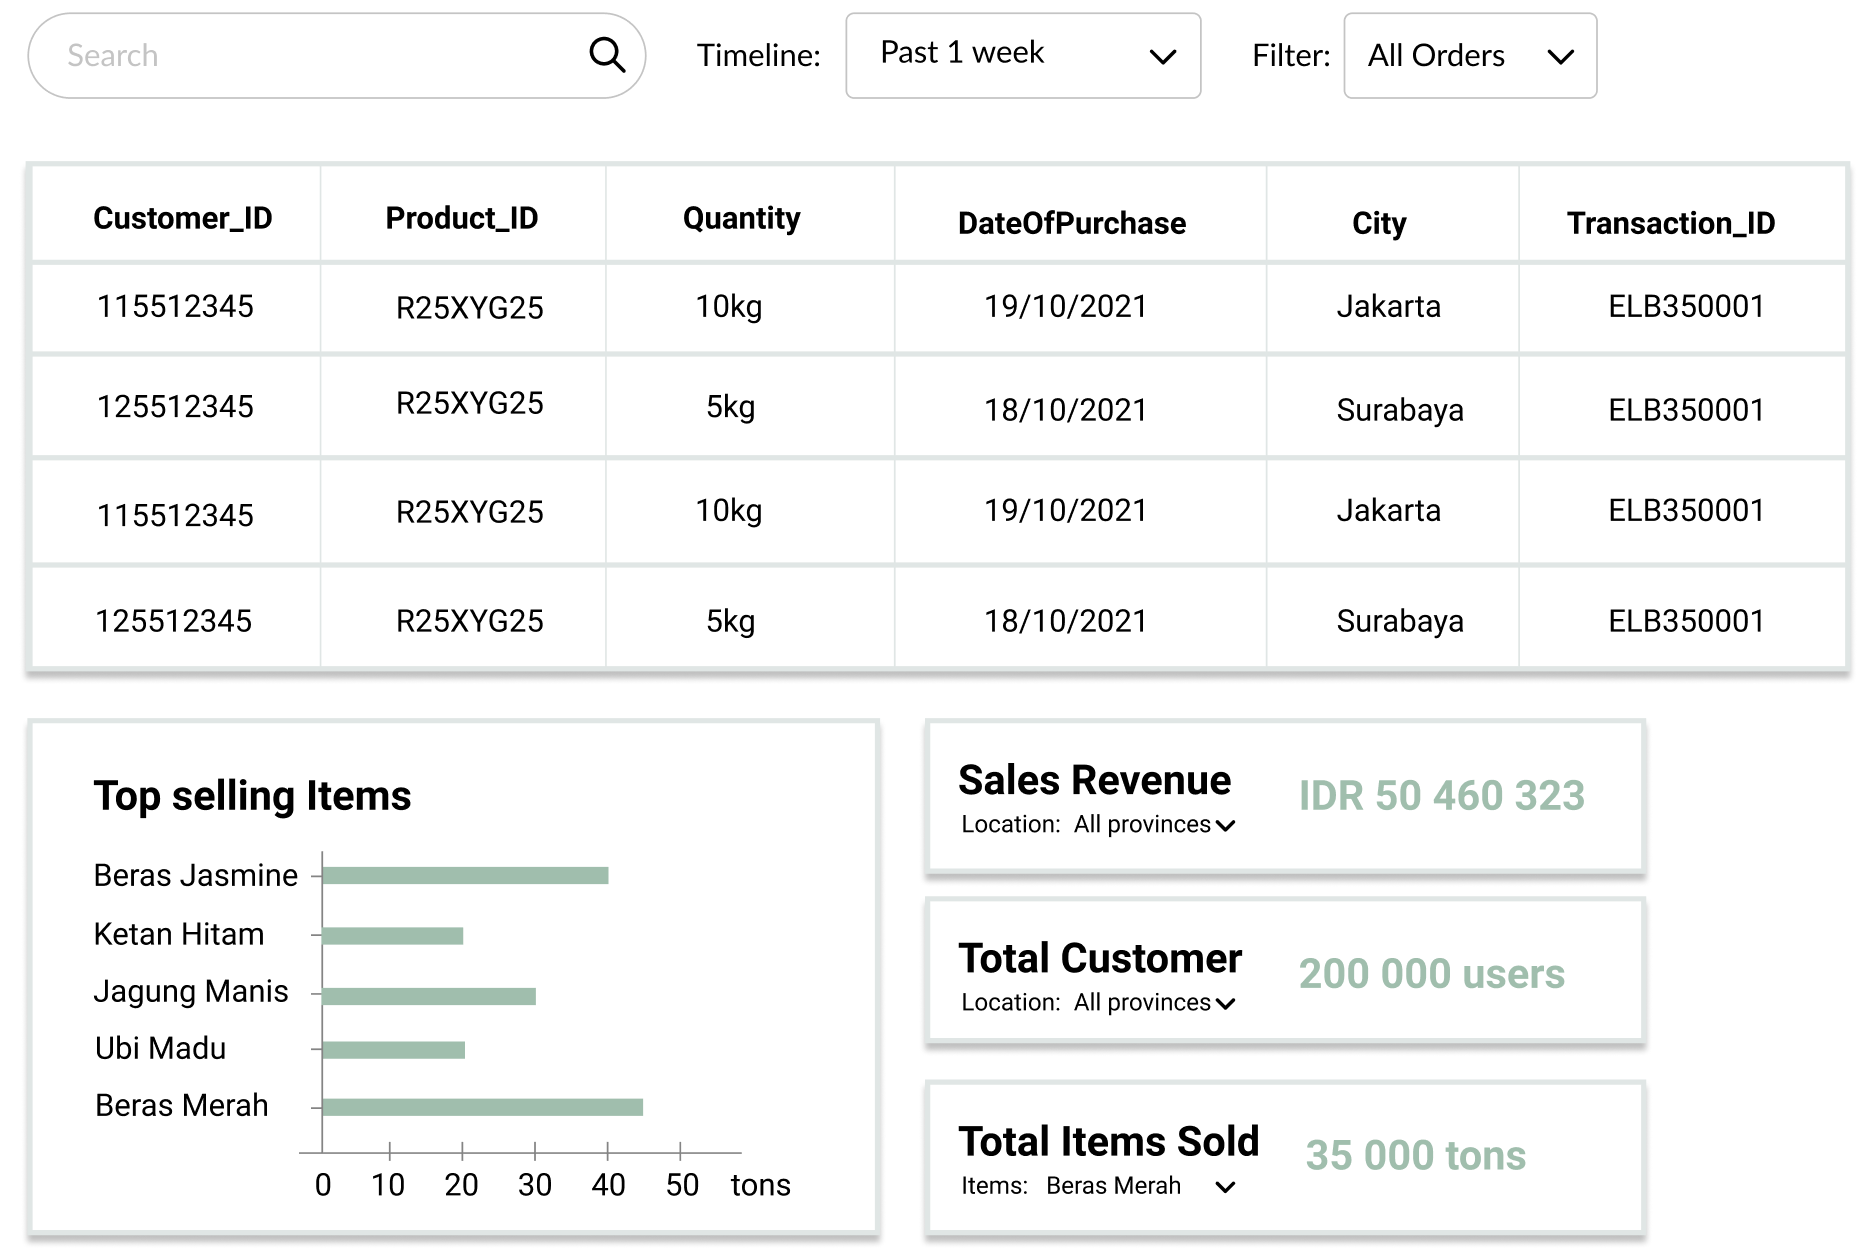 Search Timeline: Past 1 week Filter: All Orders
Customer_ID Product_ID Quantity DateOfPurchase City Transaction_ID
115512345 R25XYG25 10kg 19/10/2021 Jakarta ELB350001
125512345 R25XYG25 5kg 18/10/2021 Surabaya ELB350001
115512345 R25XYG25 10kg 19/10/2021 Jakarta ELB350001
125512345 R25XYG25 5kg 18/10/2021 Surabaya ELB350001
Top selling Items
Beras Jasmine
Ketan Hitam
Jagung Manis
Ubi Madu
Beras Merah
0 10 20 30 40 50 tons
Sales Revenue IDR 50 460 323
Location: All provinces
Total Customer 200 000 users
Location: All provinces
Total Items Sold 35 000 tons
Items: Beras Merah